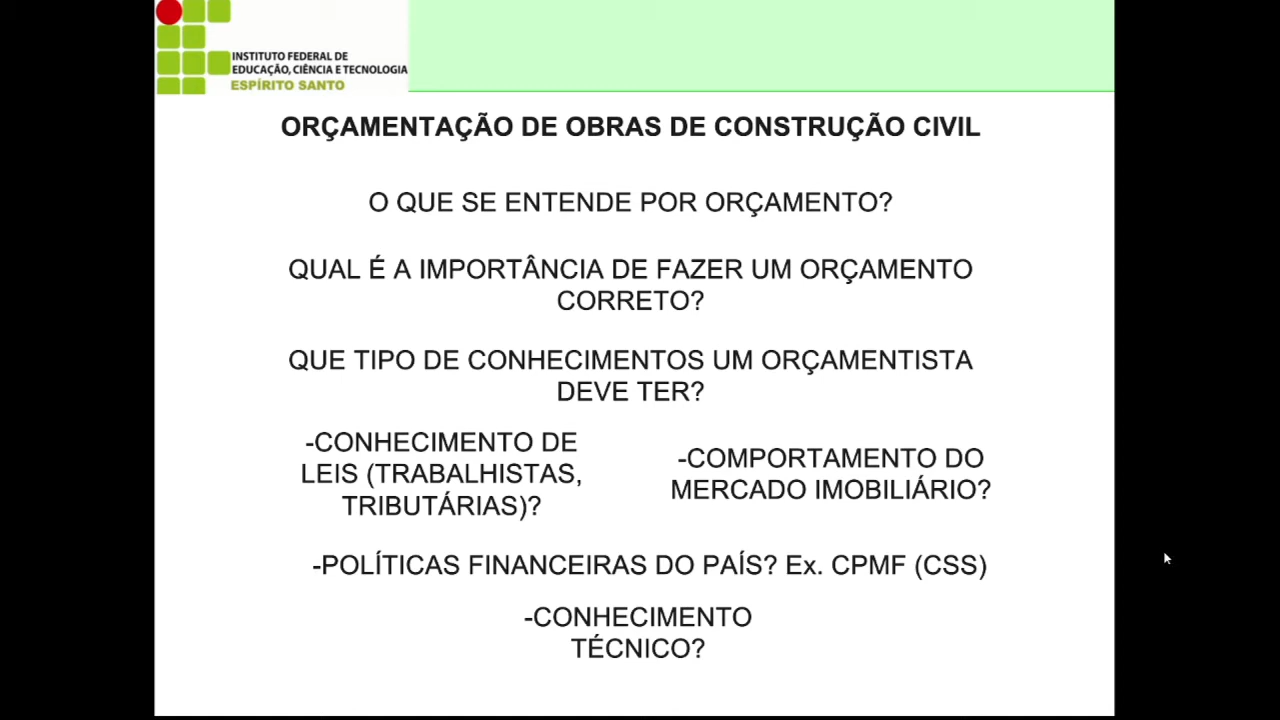 INSTITUTO FEDERAL DE
EDUCAÇÃO, CIÊNCIA E TECNOLOGIA
ESPÍRITO SANTO
ORÇAMENTAÇÃO DE OBRAS DE CONSTRUÇÃO CIVIL
O QUE SE ENTENDE POR ORÇAMENTO?
QUAL É A IMPORTÂNCIA DE FAZER UM ORÇAMENTO
CORRETO?
QUE TIPO DE CONHECIMENTOS UM ORÇAMENTISTA
DEVE TER?
-CONHECIMENTO DE
LEIS (TRABALHISTAS,
TRIBUTÁRIAS)?
-COMPORTAMENTO DO
MERCADO IMOBILIÁRIO?
-POLÍTICAS FINANCEIRAS DO PAÍS? Ex. CPMF (CSS)
-CONHECIMENTO
TÉCNICO?